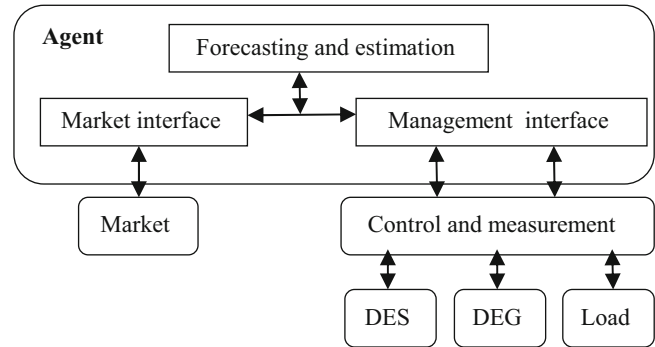 Agent
Forecasting and estimation
Market interface
Management interface
Market
Control and measurement
DES
DEG
Load